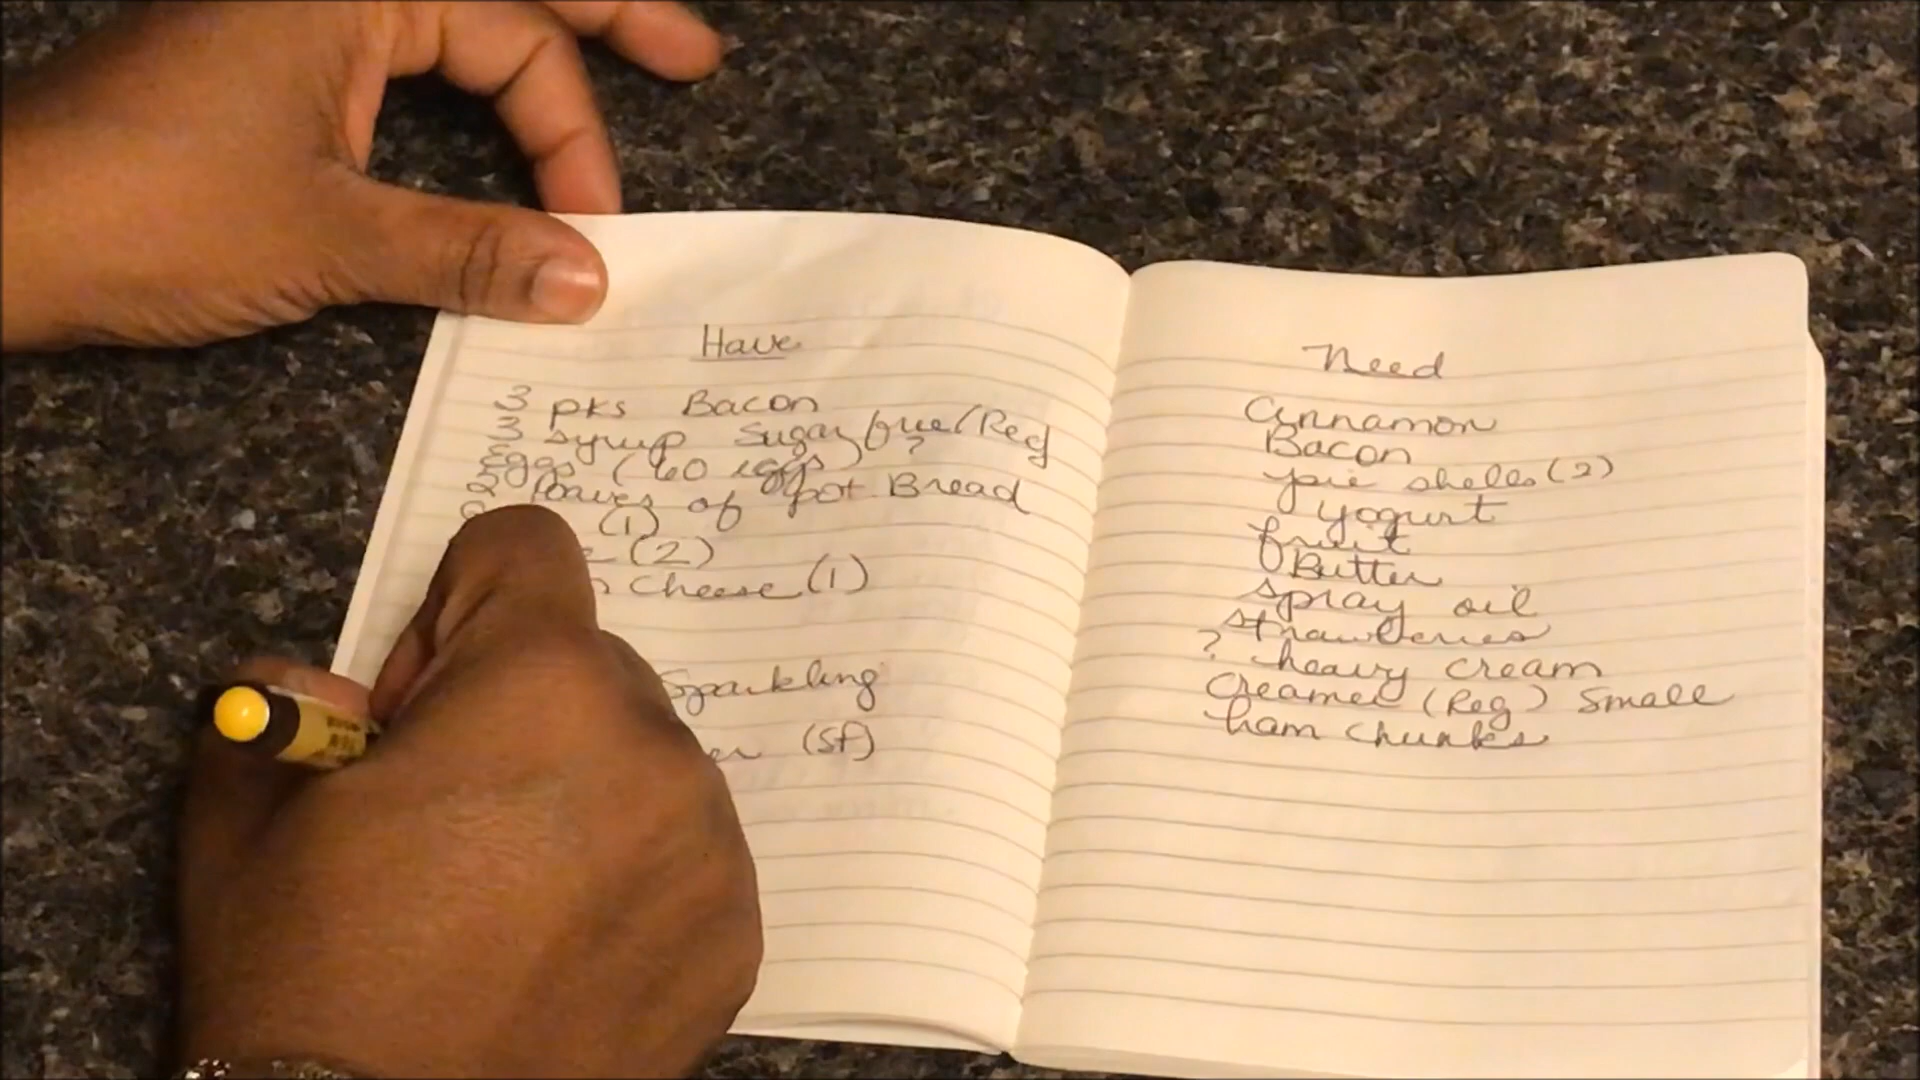 Have
3 pks Bacon
3 syrup Sugar free (Reg
?
Eggs (60 eggs)
2 loaves of pot. Bread
(1)
(2)
Cheese (1)
Sparkling
(Sf)
Need
Cinnamon
Bacon
pie shells (2)
yogurt
fruit
Butter
spray oil
strawberries
? heavy cream
Creamer (Reg) Small
ham chunks